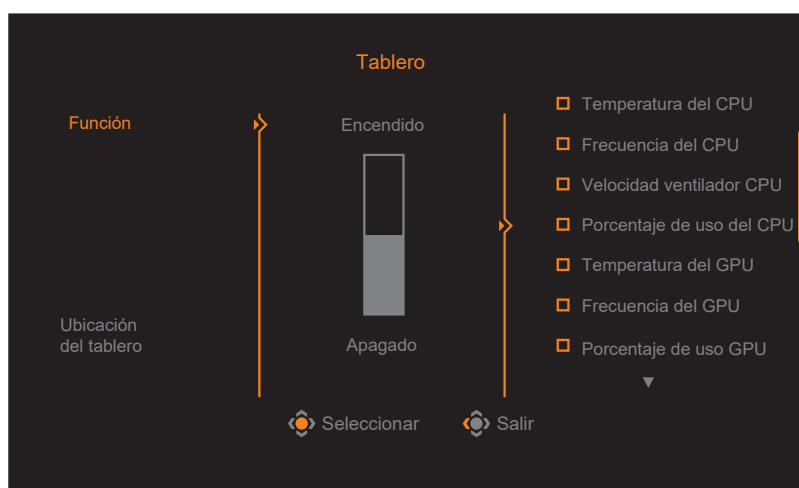 Tablero
Función
Encendido
Apagado
Ubicación
del tablero
Temperatura del CPU
Frecuencia del CPU
Velocidad ventilador CPU
Porcentaje de uso del CPU
Temperatura del GPU
Frecuencia del GPU
Porcentaje de uso GPU
Seleccionar
Salir